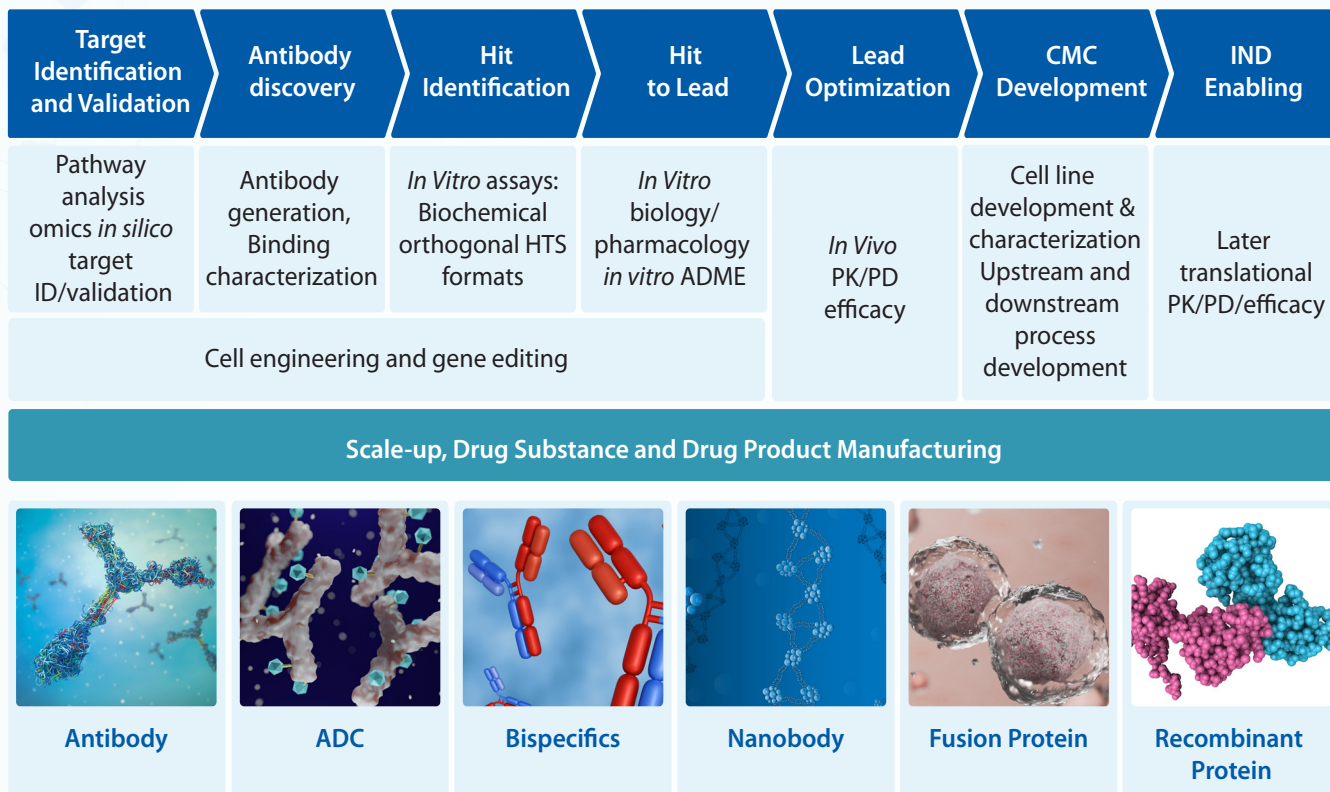 Target
Identification
and Validation
Antibody
discovery
Hit
Identification
Hit
to Lead
Lead
Optimization
CMC
Development
IND
Enabling
Pathway
analysis
omics in silico
target
ID/validation
Antibody
generation,
Binding
characterization
In Vitro assays:
Biochemical
orthogonal HTS
formats
In Vitro
biology/
pharmacology
in vitro ADME
In Vivo
PK/PD
efficacy
Cell line
development &
characterization
Upstream and
downstream
process
development
Later
translational
PK/PD/efficacy
Cell engineering and gene editing
Scale-up, Drug Substance and Drug Product Manufacturing
Antibody
ADC
Bispecifics
Nanobody
Fusion Protein
Recombinant
Protein